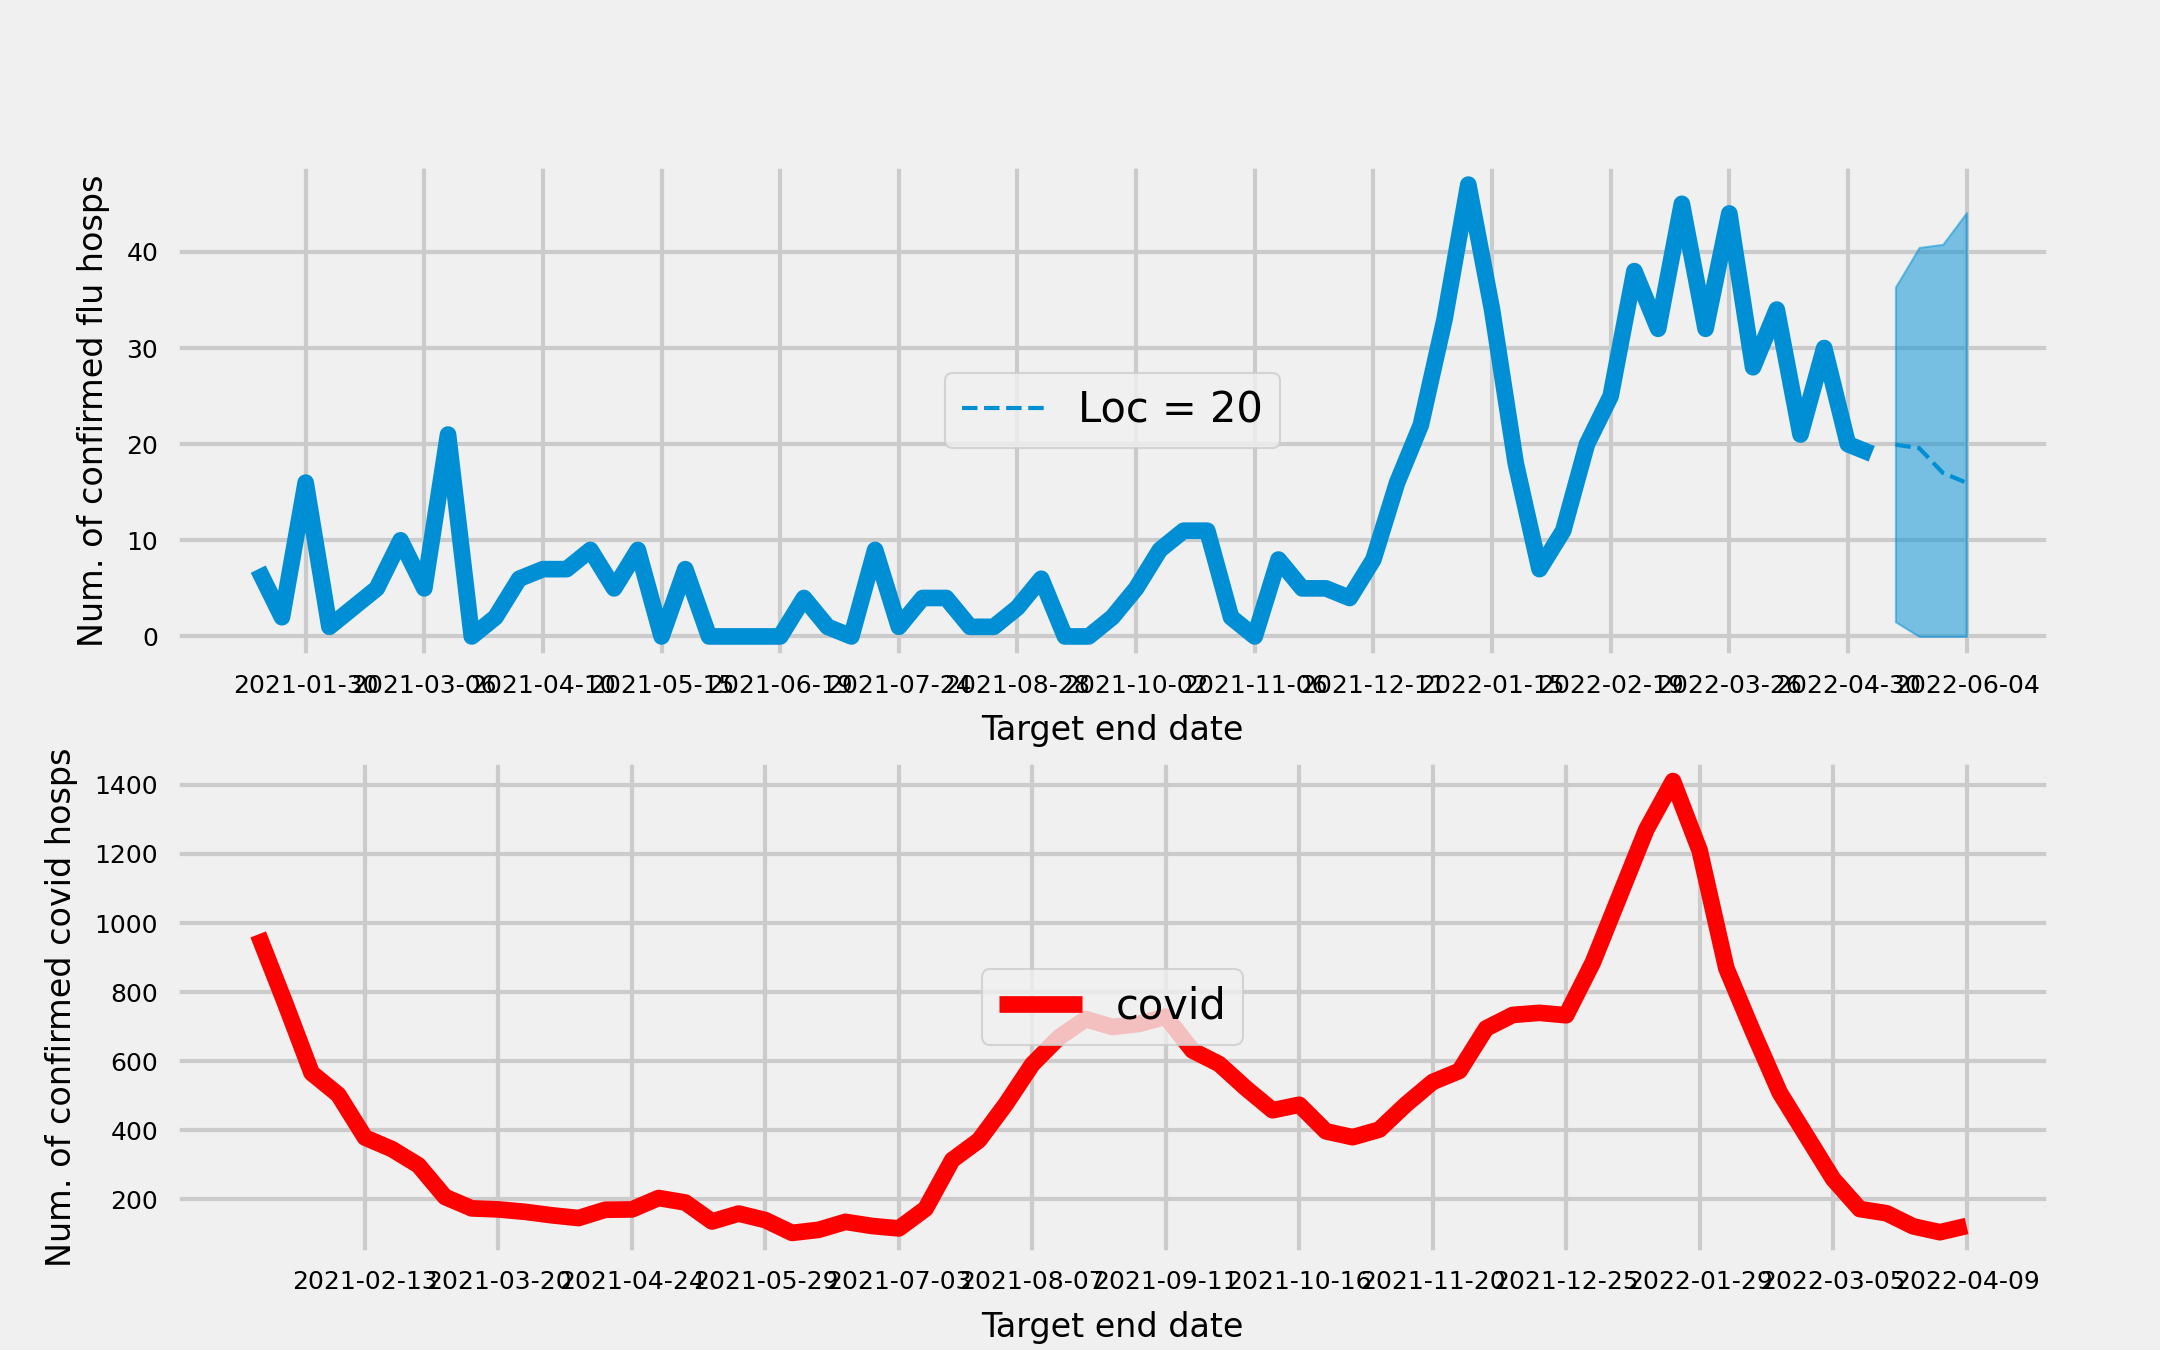 Num. of confirmed flu hosps
40
30
20
10
0
Loc = 20
2021-01-30 2021-03-06 2021-04-10 2021-05-15 2021-06-19 2021-07-24 2021-08-28 2021-10-02 2021-11-06 2021-12-11 2022-01-15 2022-02-19 2022-03-26 2022-04-30 2022-06-04
Target end date
Num. of confirmed covid hosps
1400
1200
1000
800
600
400
200
covid
2021-02-13 2021-03-20 2021-04-24 2021-05-29 2021-07-03 2021-08-07 2021-09-11 2021-10-16 2021-11-20 2021-12-25 2022-01-29 2022-03-05 2022-04-09
Target end date